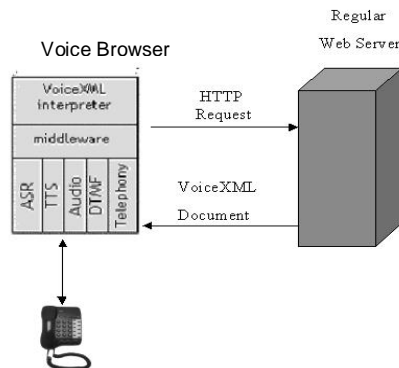 Regular
Web Server
Voice Browser
VoiceXML
interpreter
middleware
ASR
TTS
Audio
DTMF
Telephony
HTTP
Request
VoiceXML
Document